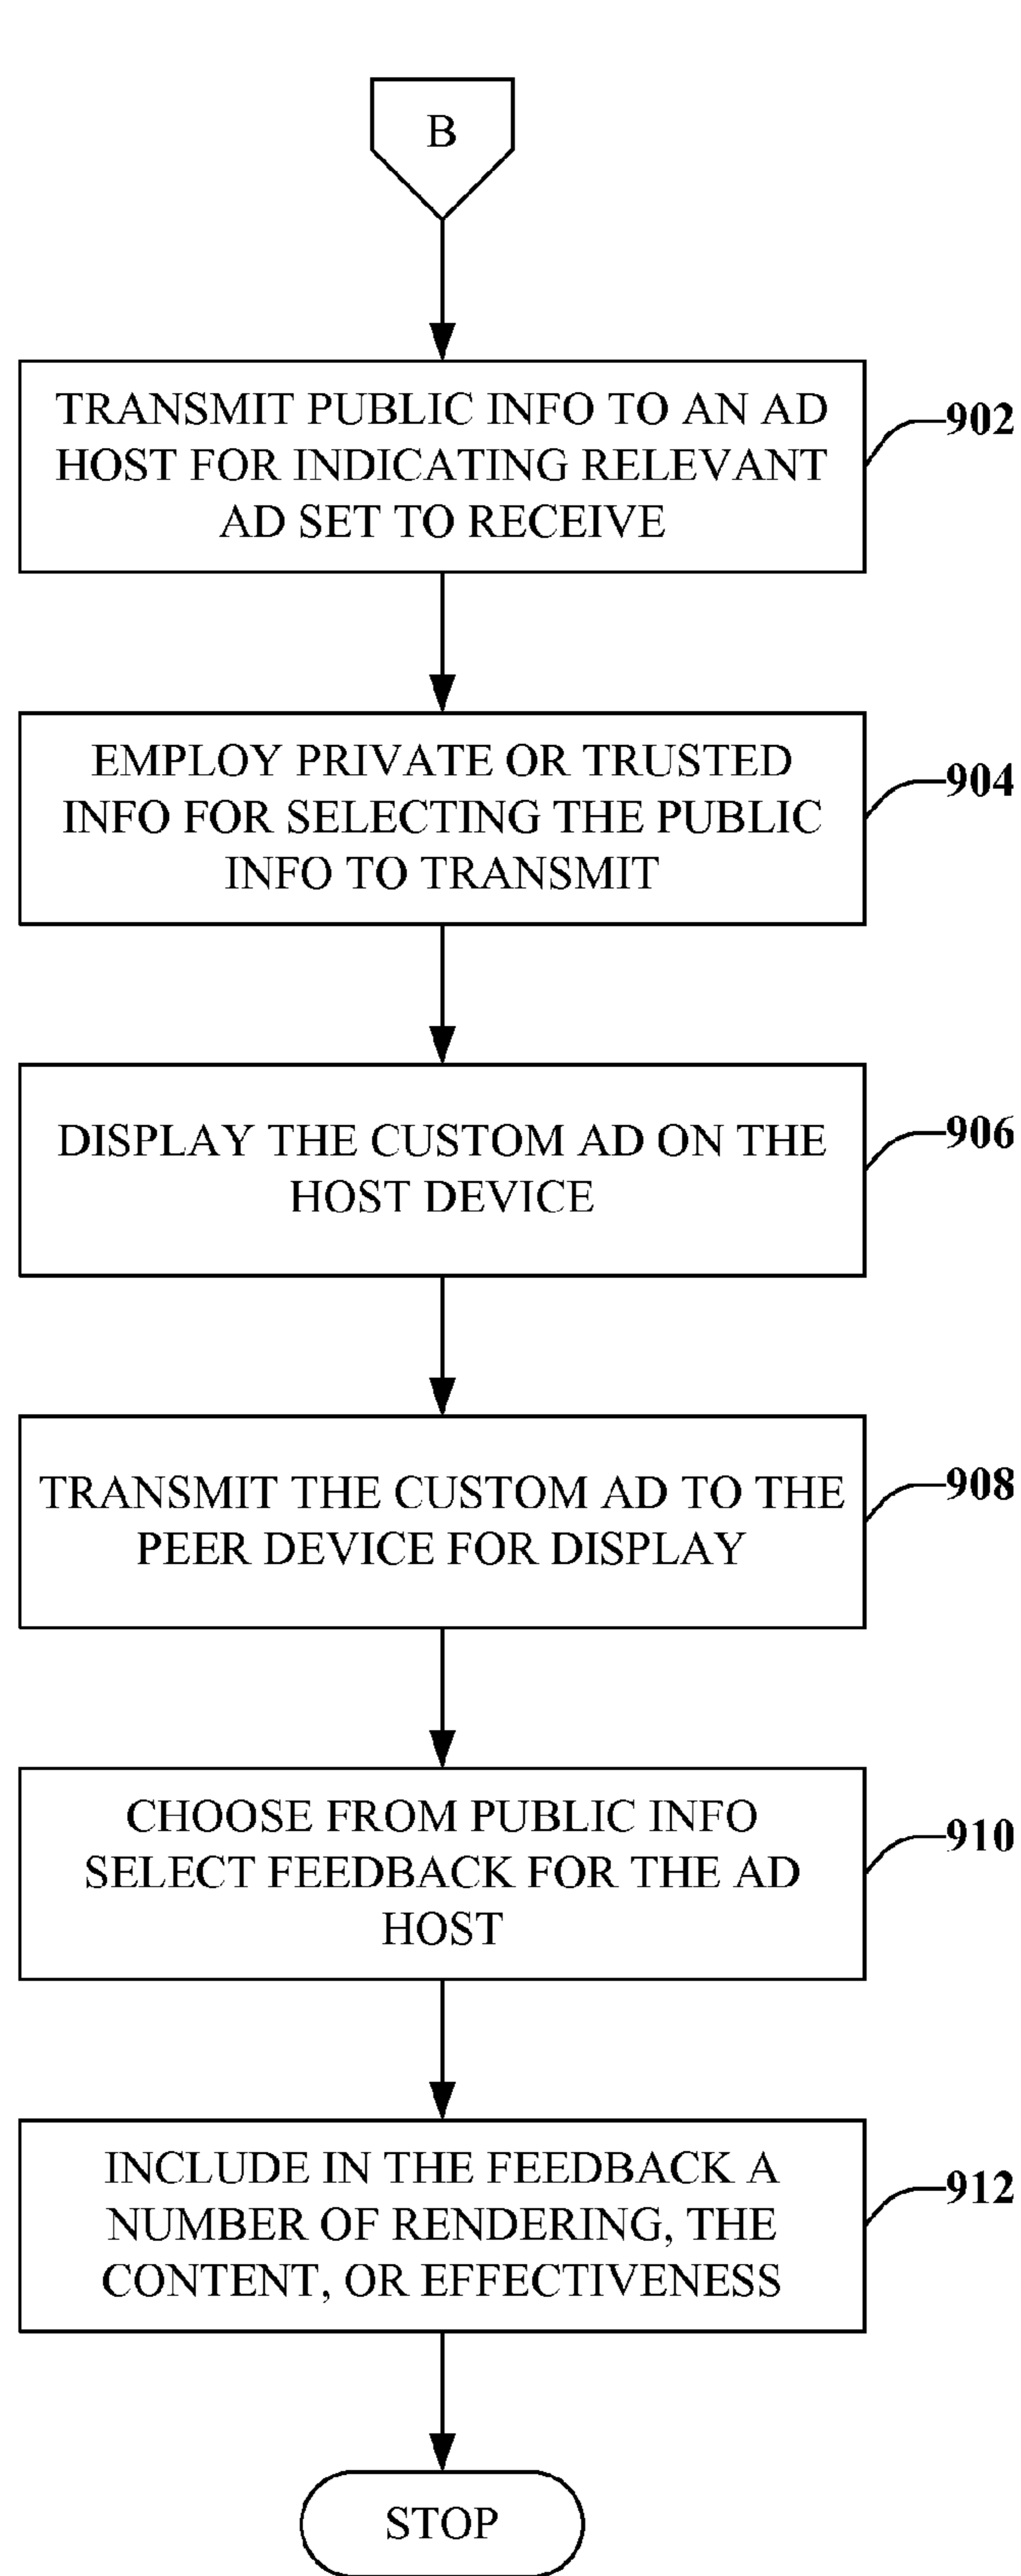 B
TRANSMIT PUBLIC INFO TO AN AD
HOST FOR INDICATING RELEVANT
AD SET TO RECEIVE
902
EMPLOY PRIVATE OR TRUSTED
INFO FOR SELECTING THE PUBLIC
INFO TO TRANSMIT
904
DISPLAY THE CUSTOM AD ON THE
HOST DEVICE
906
TRANSMIT THE CUSTOM AD TO THE
PEER DEVICE FOR DISPLAY
908
CHOOSE FROM PUBLIC INFO
SELECT FEEDBACK FOR THE AD
HOST
910
INCLUDE IN THE FEEDBACK A
NUMBER OF RENDERING, THE
CONTENT, OR EFFECTIVENESS
912
STOP